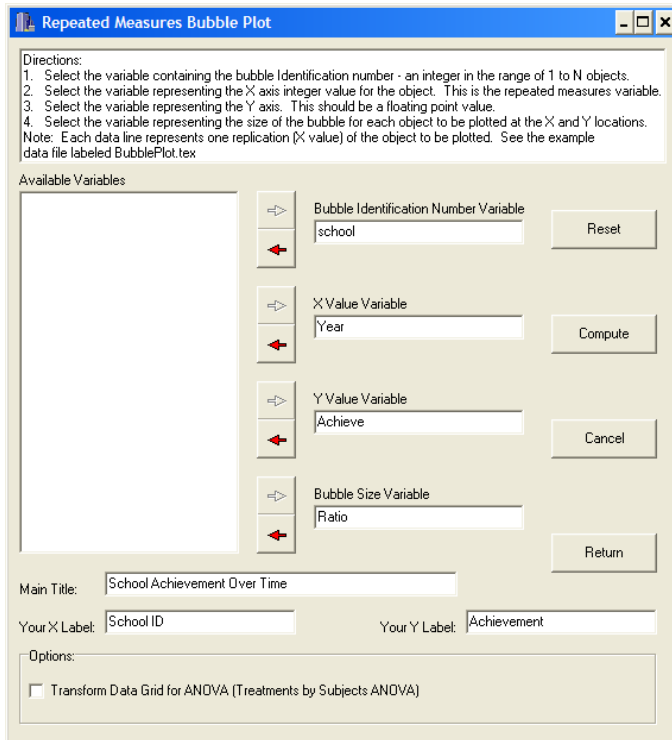 Repeated Measures Bubble Plot
Directions:
1. Select the variable containing the bubble Identification number - an integer in the range of 1 to N objects.
2. Select the variable representing the X axis integer value for the object. This is the repeated measures variable.
3. Select the variable representing the Y axis. This should be a floating point value.
4. Select the variable representing the size of the bubble for each object to be plotted at the X and Y locations.
Note: Each data line represents one replication (X value) of the object to be plotted. See the example
data file labeled BubblePlot.tex
Available Variables
Bubble Identification Number Variable
school
Reset
X Value Variable
Year
Compute
Y Value Variable
Achieve
Cancel
Bubble Size Variable
Ratio
Return
Main Title: School Achievement Over Time
Your X Label: School ID Your Y Label: Achievement
Options:
Transform Data Grid for ANOVA (Treatments by Subjects ANOVA)